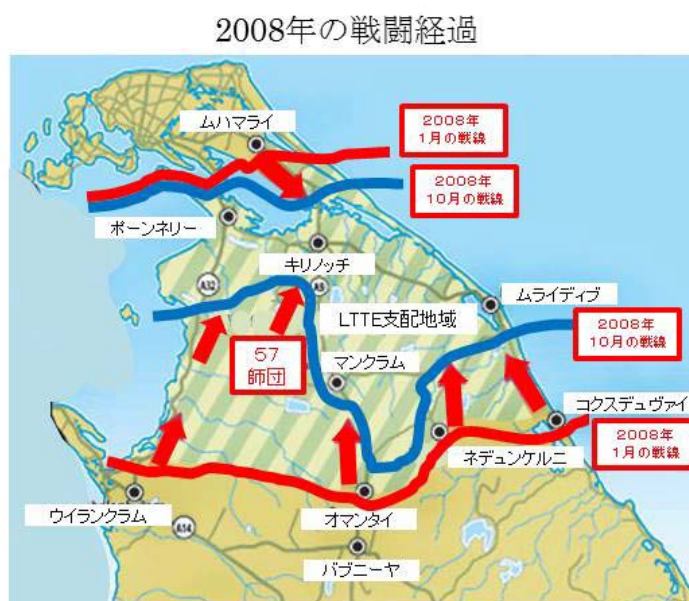 2008年の戦闘経過
ムハマライ
2008年
1月の戦線
2008年
10月の戦線
ポーンネリー
キリノッチ
A32
A9
ムライディブ
LTTE支配地域
2008年
10月の戦線
57
師団
マンクラム
コクスデュヴァイ
2008年
1月の戦線
ネデュンケルニ
ウイランクラム
オマンタイ
A14
バブニーヤ